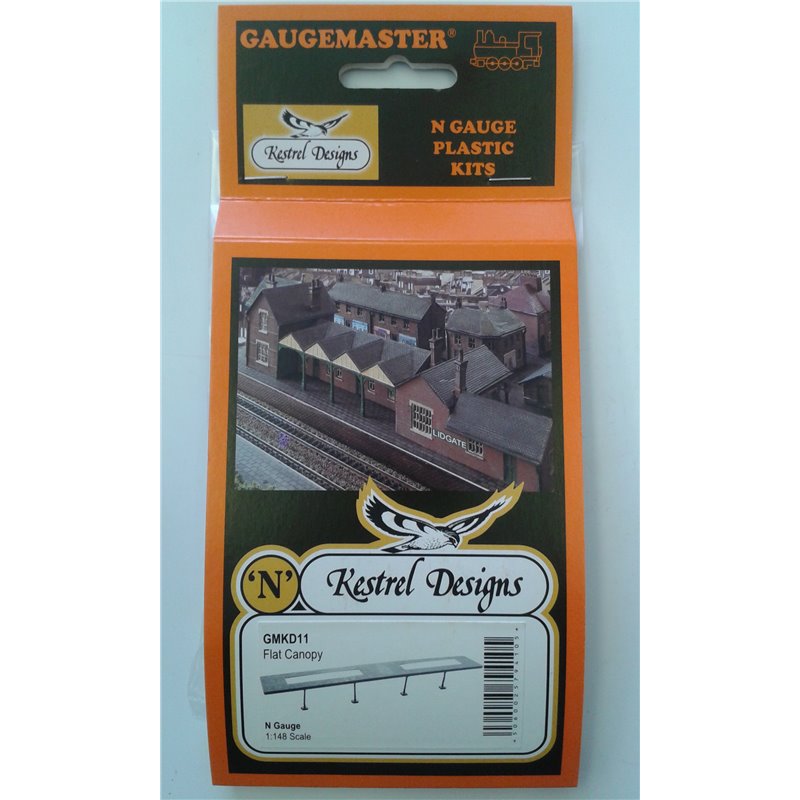 GAUGEMASTER®
Kestrel Designs
N GAUGE
PLASTIC
KITS
LIDGATE
'N'
Kestrel Designs
GMKD11
Flat Canopy
N Gauge
1:148 Scale